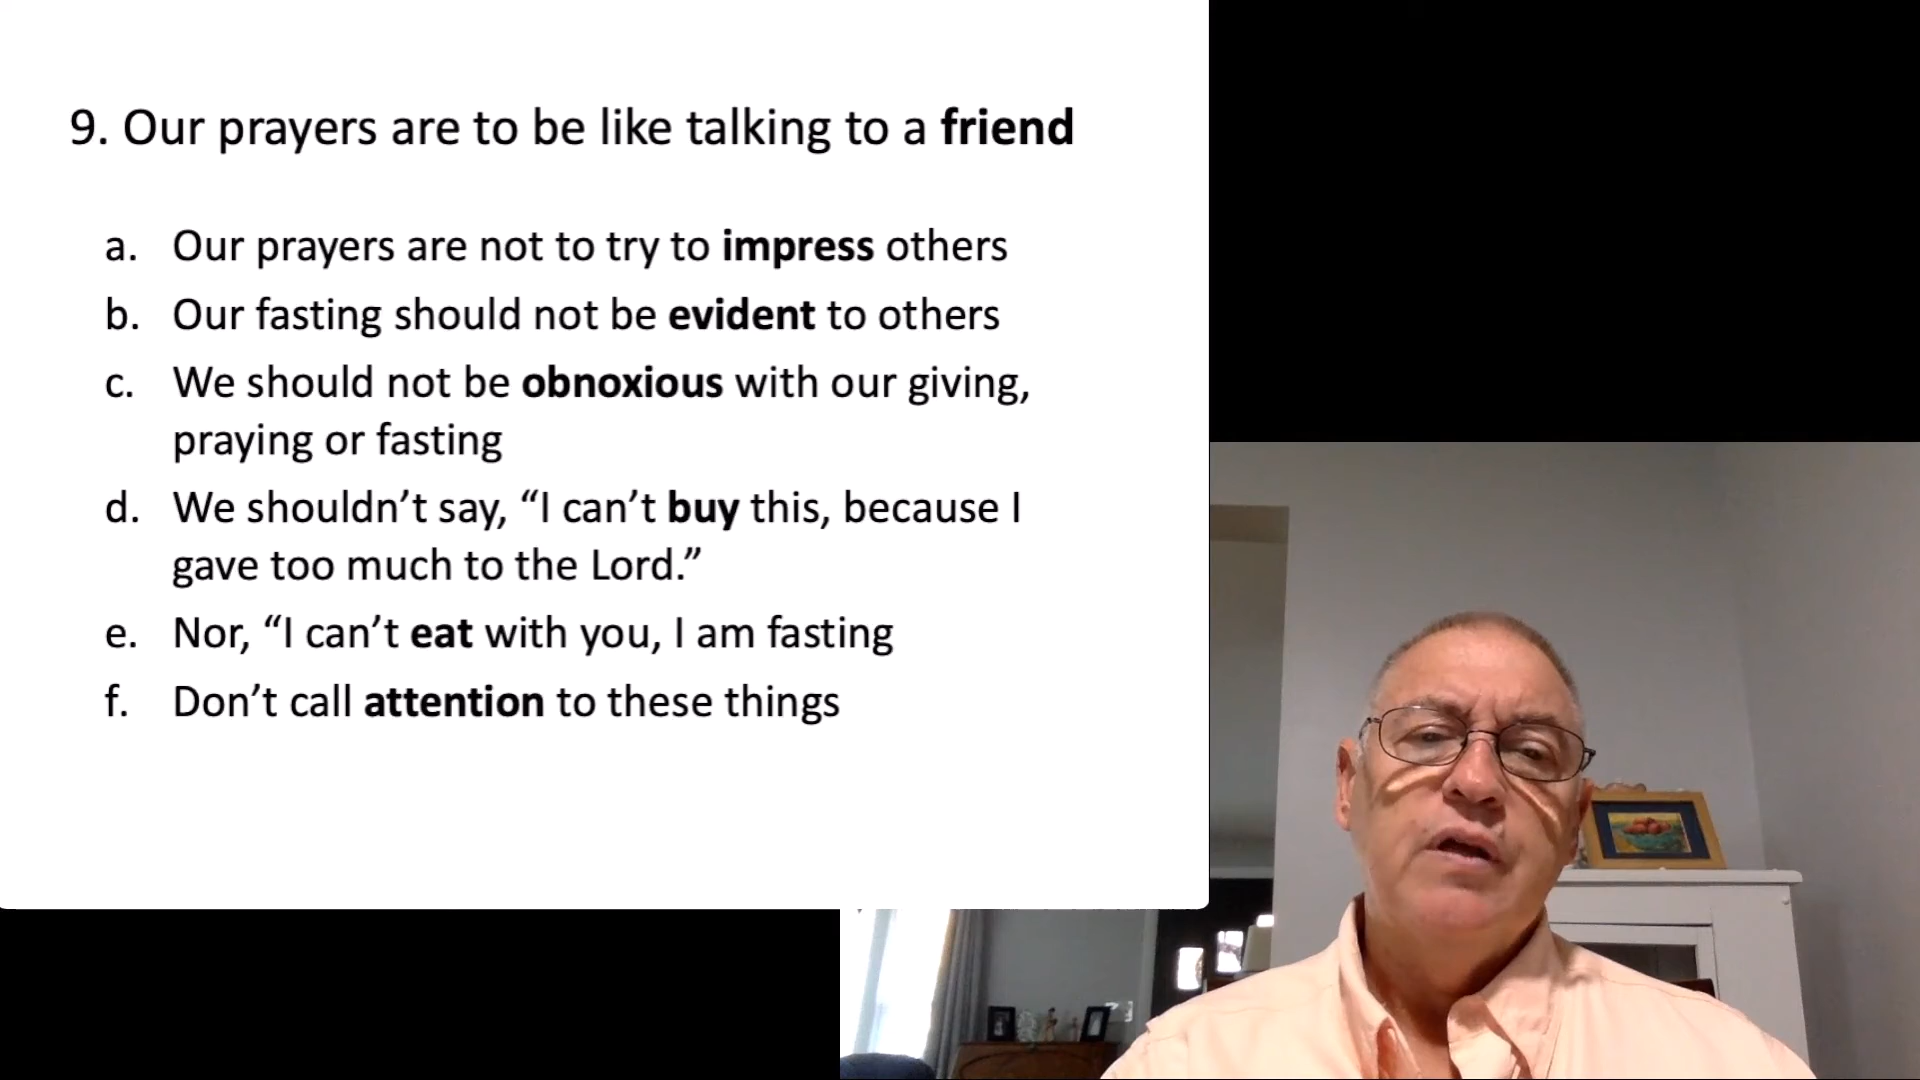 9. Our prayers are to be like talking to a friend
a. Our prayers are not to try to impress others
b. Our fasting should not be evident to others
c. We should not be obnoxious with our giving,
praying or fasting
d. We shouldn’t say, “I can’t buy this, because I
gave too much to the Lord.”
e. Nor, “I can’t eat with you, I am fasting
f. Don’t call attention to these things